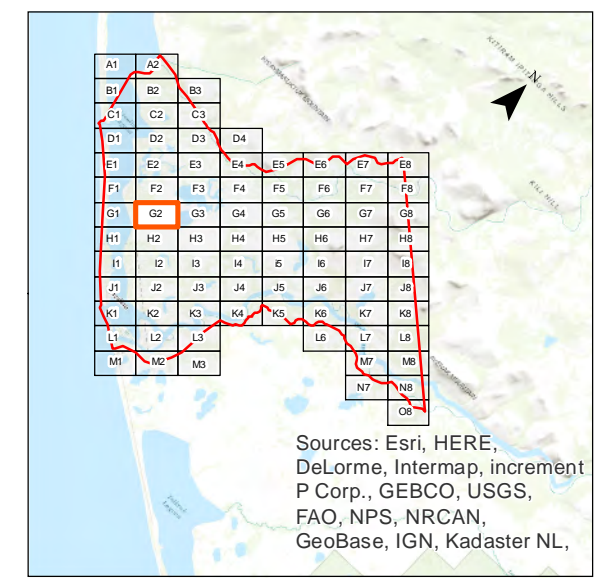 N
KILI HILL
A1 A2
B1 B2 B3
C1 C2 C3
D1 D2 D3 D4
E1 E2 E3 E4 E5 E6 E7 E8
F1 F2 F3 F4 F5 F6 F7 F8
G1 G2 G3 G4 G5 G6 G7 G8
H1 H2 H3 H4 H5 H6 H7 H8
I1 I2 I3 I4 i5 I6 I7 I8
J1 J2 J3 J4 J5 J6 J7 J8
K1 K2 K3 K4 K5 K6 K7 K8
L1 L2 L3 L6 L7 L8
M1 M2 M3 M7 M8
N7 N8
O8
Sources: Esri, HERE,
DeLorme, Intermap, increment
P Corp., GEBCO, USGS,
FAO, NPS, NRCAN,
GeoBase, IGN, Kadaster NL,